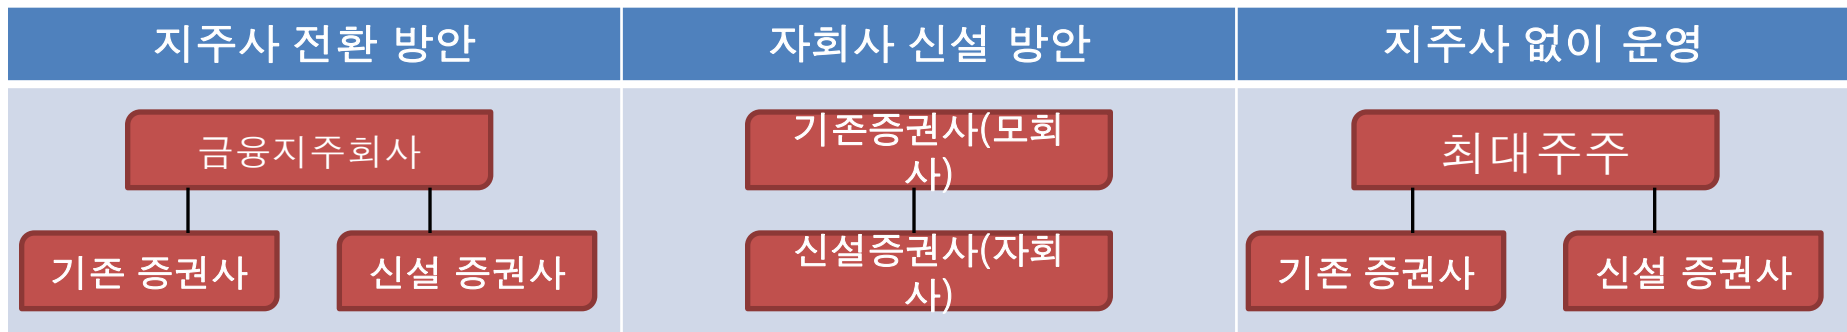 지주사 전환 방안
자회사 신설 방안
지주사 없이 운영
금융지주회사
기존 증권사
신설 증권사
기존증권사(모회
사)
신설증권사(자회
사)
최대주주
기존 증권사
신설 증권사